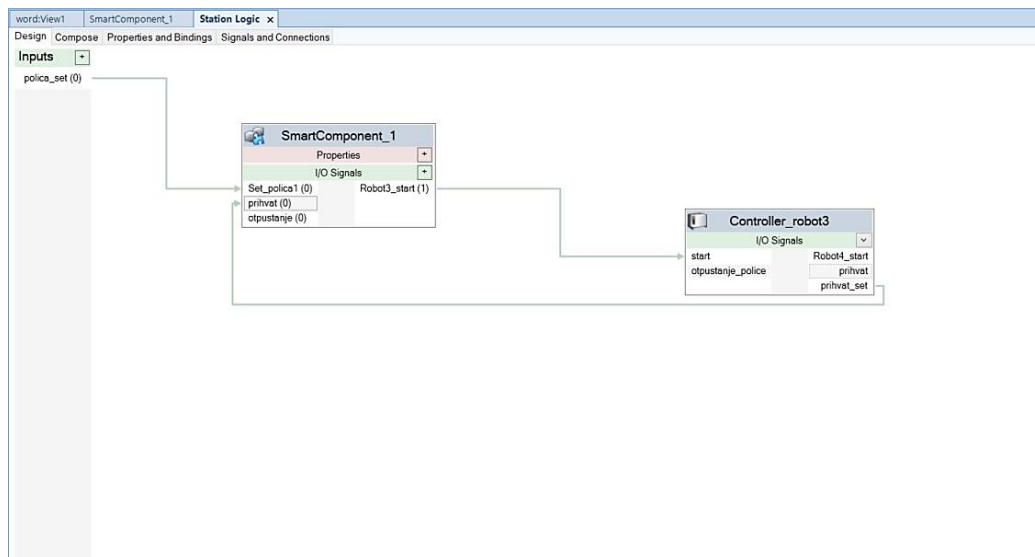 word:View1 SmartComponent_1 Station Logic x
Design Compose Properties and Bindings Signals and Connections
Inputs +
polica_set (0)
SmartComponent_1
Properties +
I/O Signals +
Set_polica1 (0) Robot3_start (1)
prihvat (0)
otpustanje (0)
Controller_robot3
I/O Signals
start Robot4_start
otpustanje_police prihvat
prihvat_set